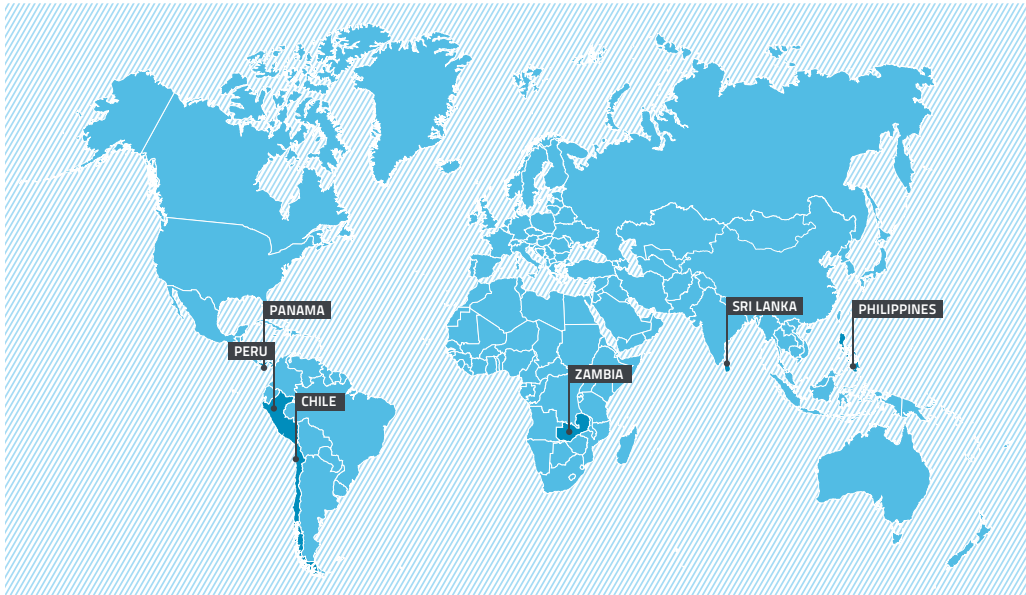 PANAMA
SRI LANKA
PHILIPPINES
PERU
ZAMBIA
CHILE